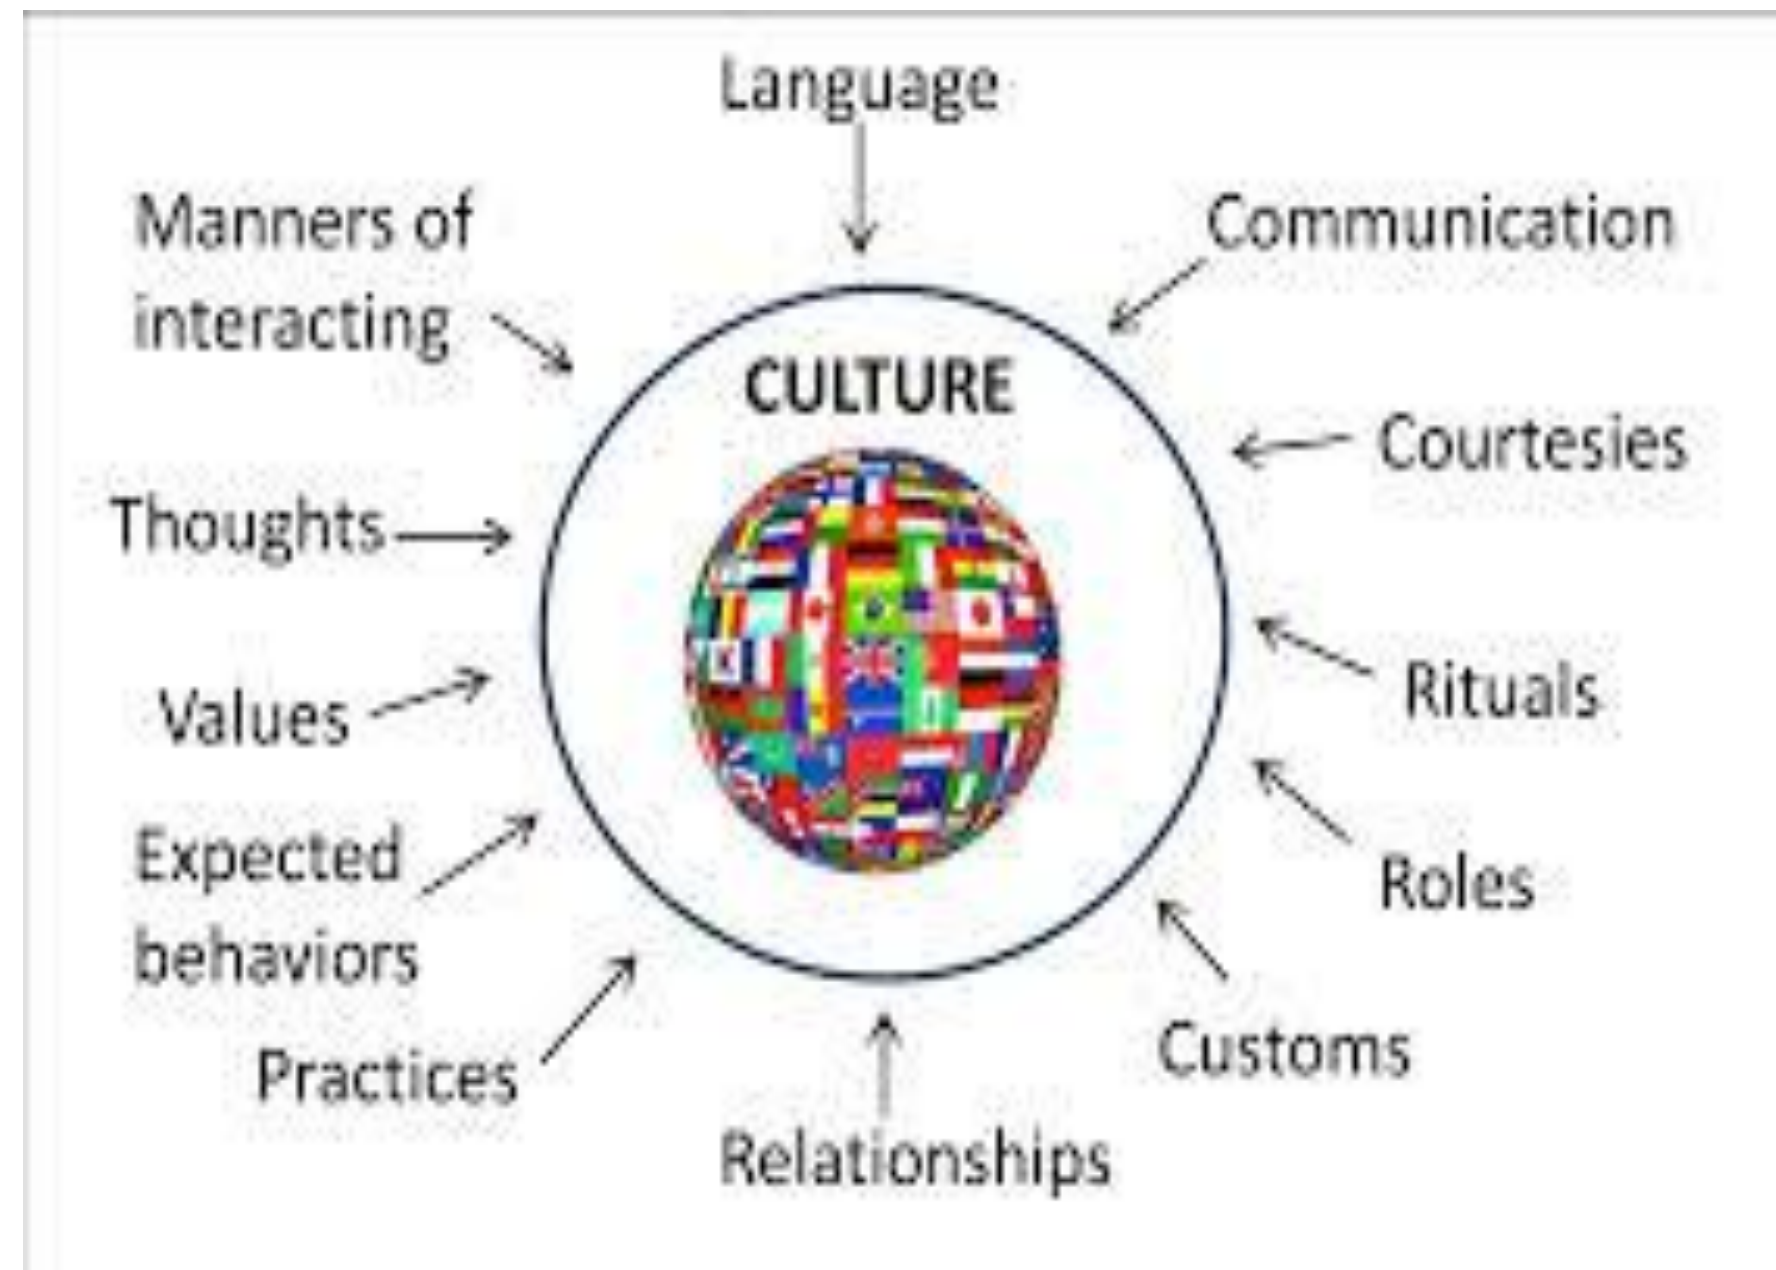 Language
Manners of
interacting
Communication
CULTURE
Courtesies
Thoughts
Values
Rituals
Expected
behaviors
Roles
Practices
Customs
Relationships